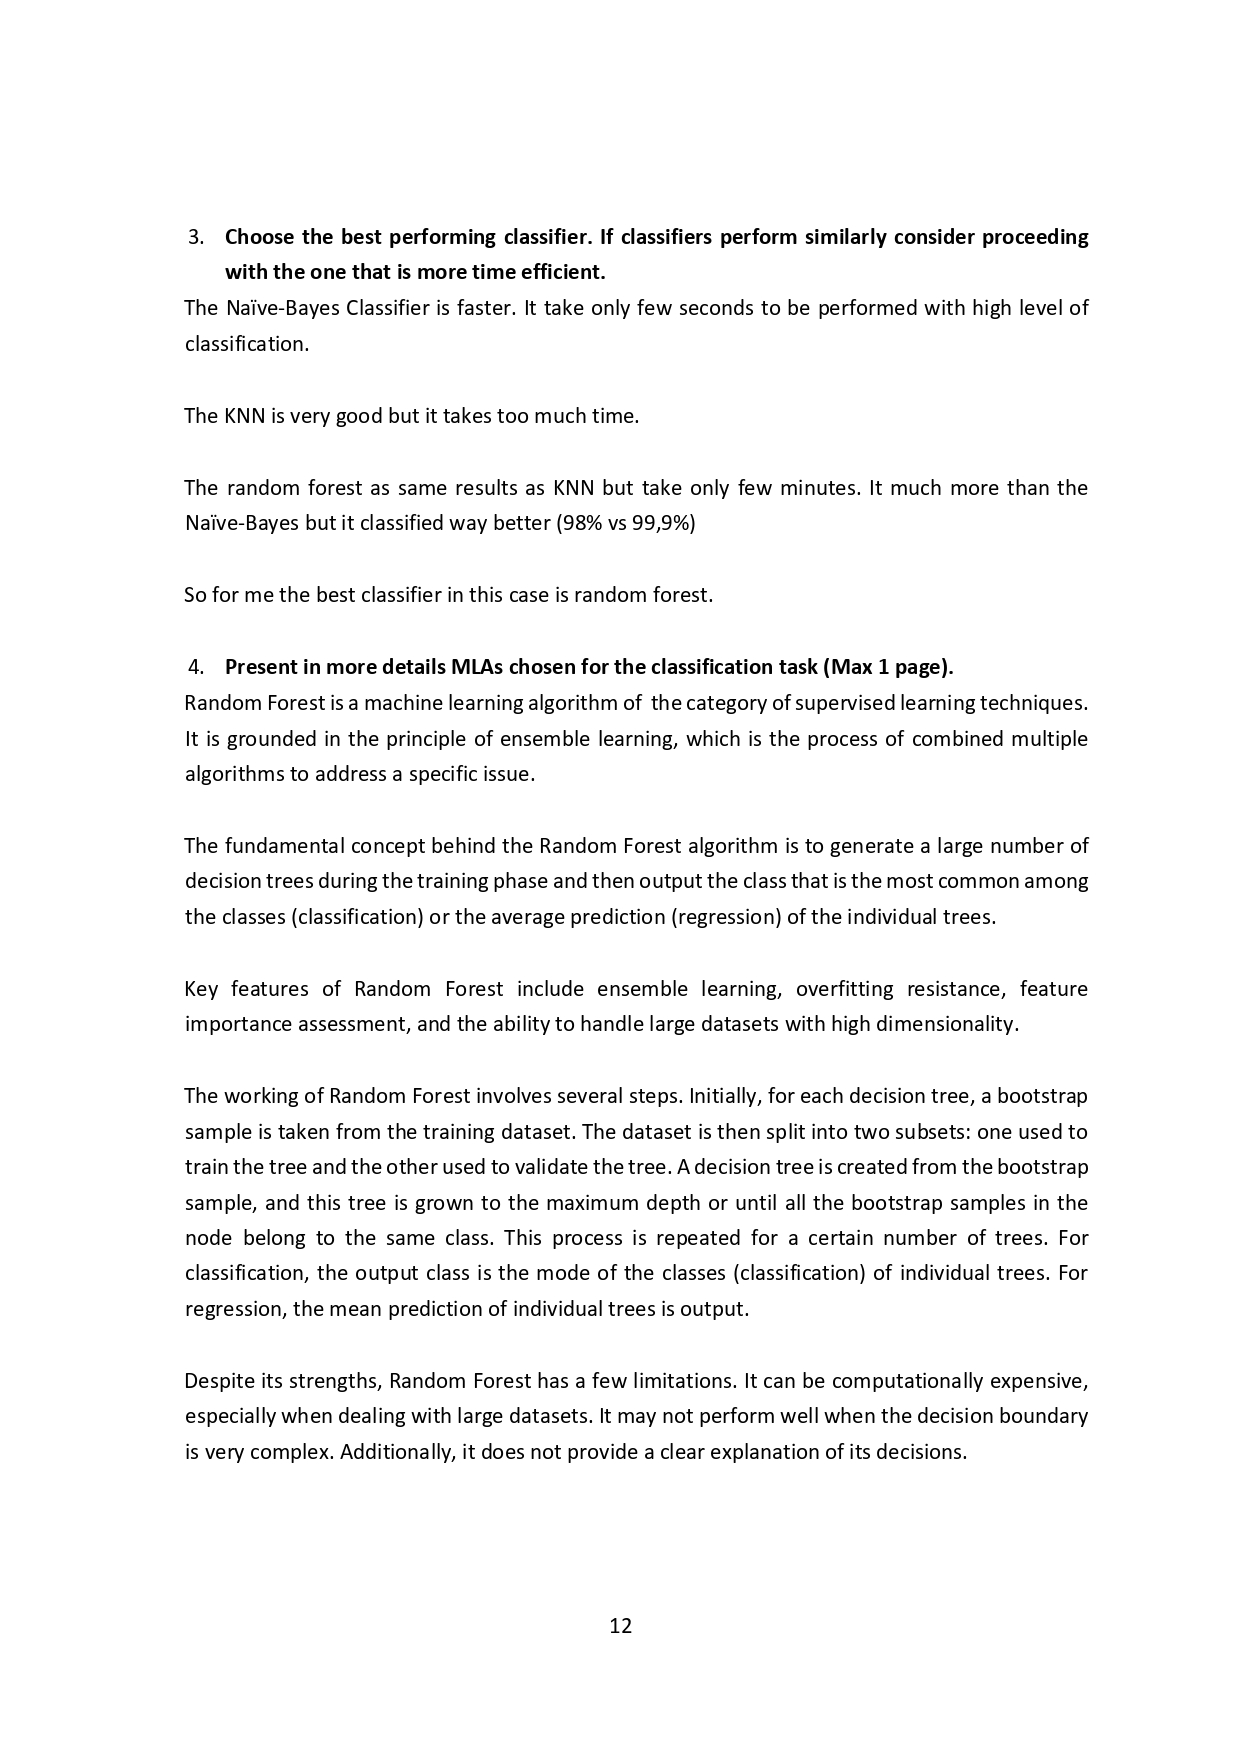 3. Choose the best performing classifier. If classifiers perform similarly consider proceeding
with the one that is more time efficient.
The Naïve-Bayes Classifier is faster. It take only few seconds to be performed with high level of
classification.
The KNN is very good but it takes too much time.
The random forest as same results as KNN but take only few minutes. It much more than the
Naïve-Bayes but it classified way better (98% vs 99,9%)
So for me the best classifier in this case is random forest.
4. Present in more details MLAs chosen for the classification task (Max 1 page).
Random Forest is a machine learning algorithm of the category of supervised learning techniques.
It is grounded in the principle of ensemble learning, which is the process of combined multiple
algorithms to address a specific issue.
The fundamental concept behind the Random Forest algorithm is to generate a large number of
decision trees during the training phase and then output the class that is the most common among
the classes (classification) or the average prediction (regression) of the individual trees.
Key features of Random Forest include ensemble learning, overfitting resistance, feature
importance assessment, and the ability to handle large datasets with high dimensionality.
The working of Random Forest involves several steps. Initially, for each decision tree, a bootstrap
sample is taken from the training dataset. The dataset is then split into two subsets: one used to
train the tree and the other used to validate the tree. A decision tree is created from the bootstrap
sample, and this tree is grown to the maximum depth or until all the bootstrap samples in the
node belong to the same class. This process is repeated for a certain number of trees. For
classification, the output class is the mode of the classes (classification) of individual trees. For
regression, the mean prediction of individual trees is output.
Despite its strengths, Random Forest has a few limitations. It can be computationally expensive,
especially when dealing with large datasets. It may not perform well when the decision boundary
is very complex. Additionally, it does not provide a clear explanation of its decisions.
12